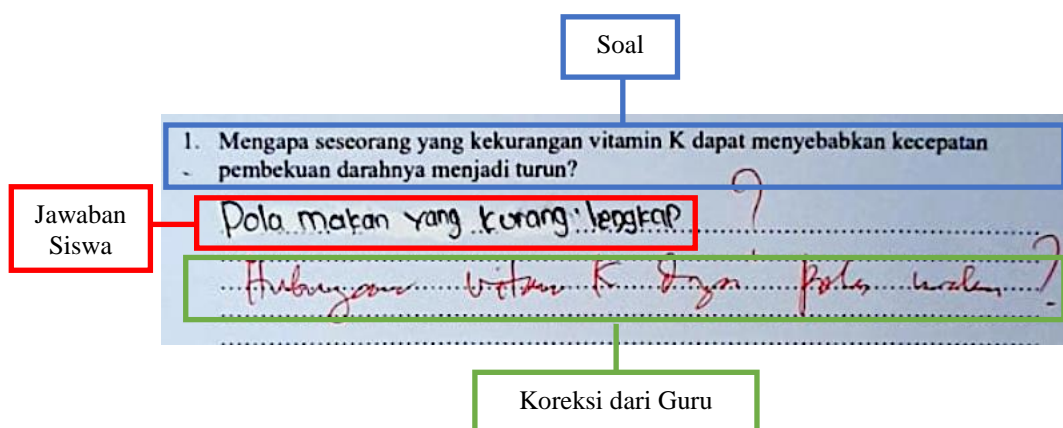 Soal
1. Mengapa seseorang yang kekurangan vitamin K dapat menyebabkan kecepatan
pembekuan darahnya menjadi turun?
Jawaban
Siswa
Pola makan yang kurang lengkap ?
Hubungan vitamin K dengan pola makan ?
Koreksi dari Guru